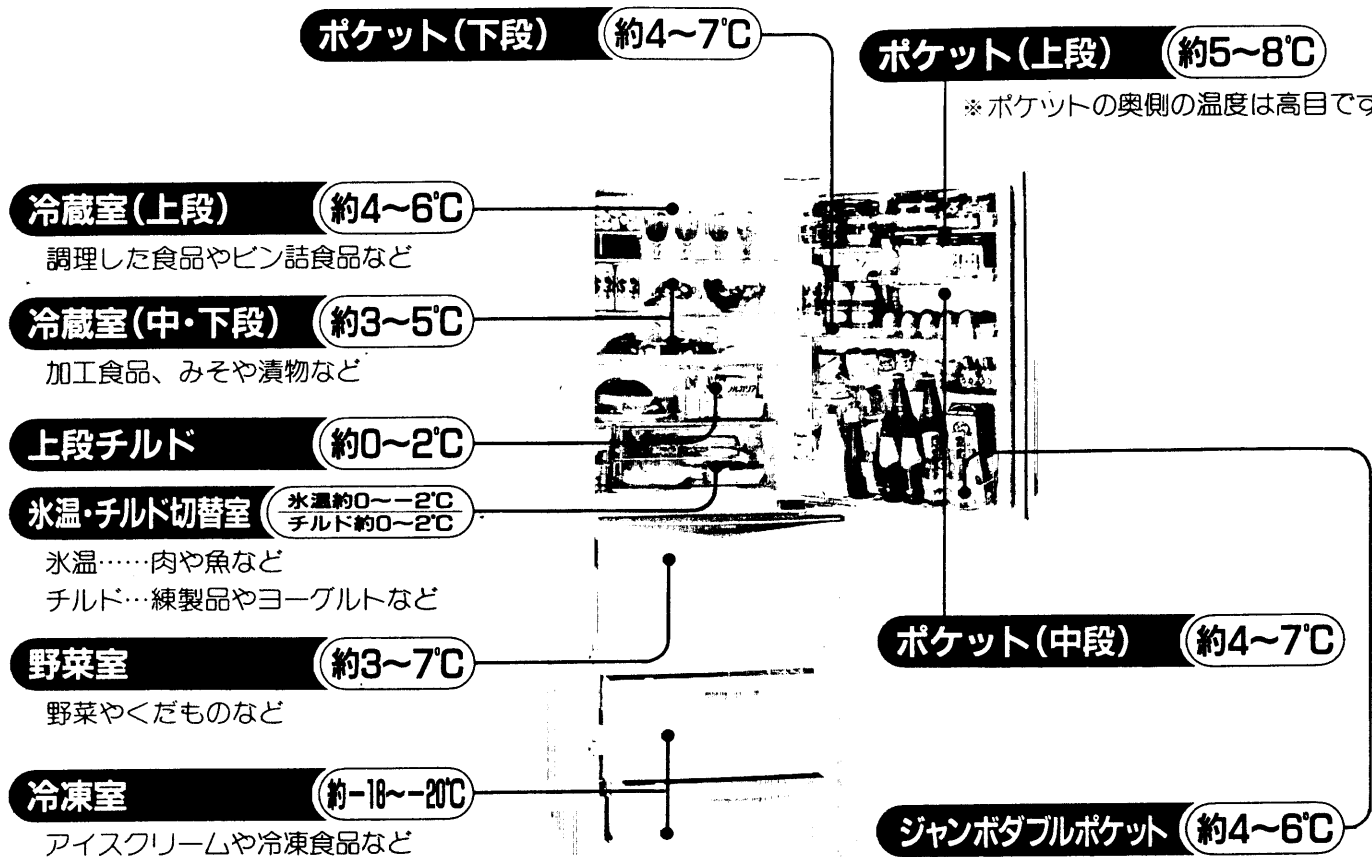 ポケット(下段) 約4〜7℃
ポケット(上段) 約5〜8℃
※ポケットの奥側の温度は高目です
冷蔵室(上段) 約4〜6℃
調理した食品やビン詰食品など
冷蔵室(中・下段) 約3〜5℃
加工食品、みそや漬物など
上段チルド 約0〜2℃
氷温・チルド切替室 氷温約0〜−2℃
チルド約0〜2℃
氷温……肉や魚など
チルド…練製品やヨーグルトなど
野菜室 約3〜7℃
野菜やくだものなど
冷凍室 約−18〜−20℃
アイスクリームや冷凍食品など
ポケット(中段) 約4〜7℃
ジャンボダブルポケット 約4〜6℃